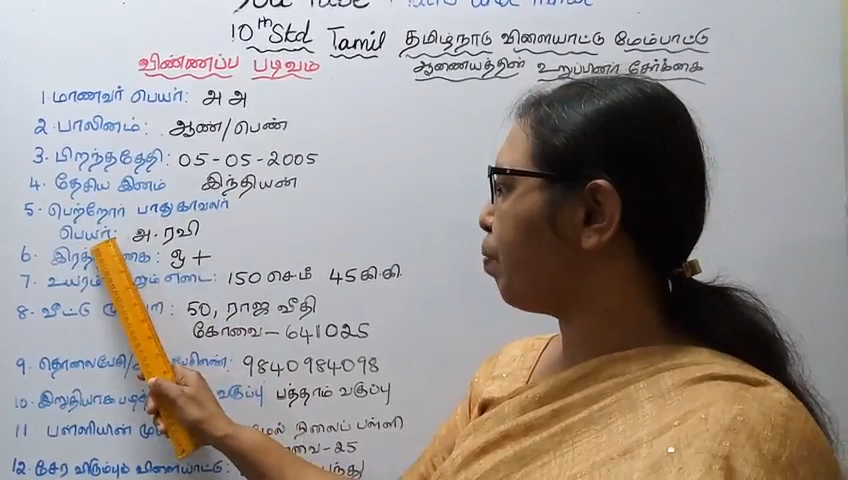 10th Std Tamil தமிழ்நாடு விளையாட்டு மேம்பாட்டு
விண்ணப்ப படிவம் ஆணையத்தின் உறுப்பினர் சேர்க்கை
1. மாணவர் பெயர்: அ அ
2. பாலினம்: ஆண்/பெண்
3. பிறந்ததேதி: 05-05-2005
4. தேசிய இனம் இந்தியன்
5. பெற்றோர் பாதுகாவலர்
பெயர்: அ. ரவி
6. ஆ +
7. உயரம் எடை: 150 செ.மீ 45 கி.கி.
8. வீட்டு 50, ராஜ வீதி
கோவை - 641025
9. தொலைபேசி/ 9840984098
10. இறுதியாக வகுப்பு பத்தாம் வகுப்பு
11 பள்ளியின் நிலைப் பள்ளி
-25
12. சேர விரும்பும் விளையாட்டு: